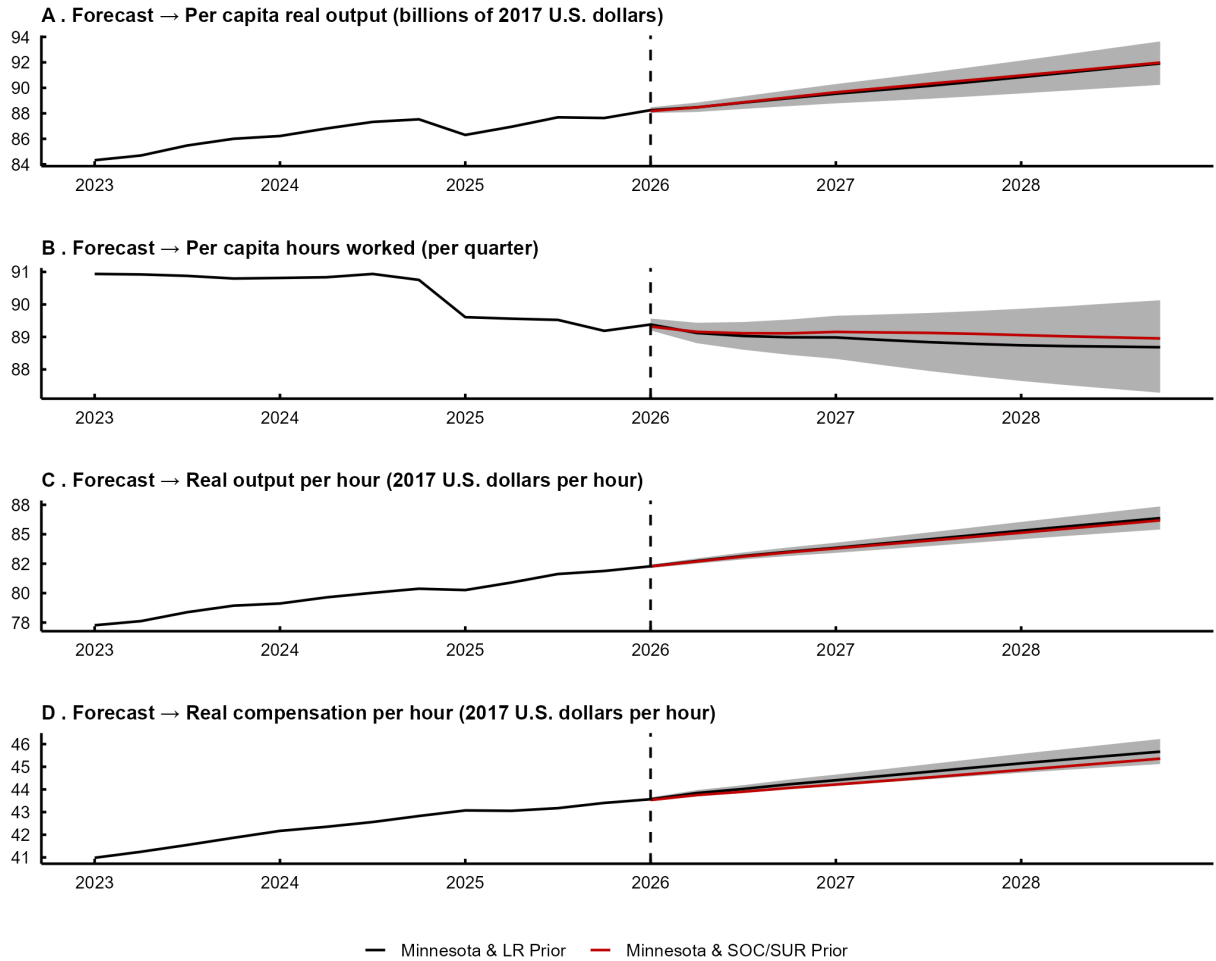 A . Forecast → Per capita real output (billions of 2017 U.S. dollars)
94
92
90
88
86
84
2023 2024 2025 2026 2027 2028
B . Forecast → Per capita hours worked (per quarter)
91
90
89
88
2023 2024 2025 2026 2027 2028
C . Forecast → Real output per hour (2017 U.S. dollars per hour)
88
85
82
80
78
2023 2024 2025 2026 2027 2028
D . Forecast → Real compensation per hour (2017 U.S. dollars per hour)
46
45
44
43
42
41
2023 2024 2025 2026 2027 2028
Minnesota & LR Prior Minnesota & SOC/SUR Prior